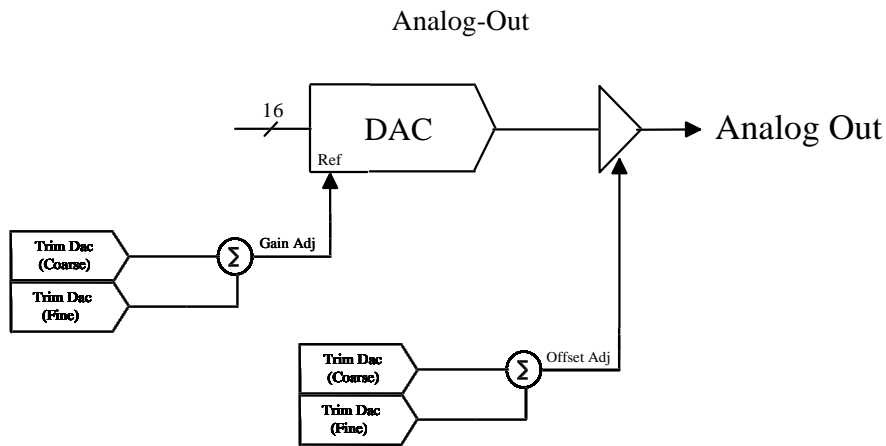 Analog-Out
16
DAC
Analog Out
Ref
Trim Dac
(Coarse)
Σ
Gain Adj
Trim Dac
(Fine)
Trim Dac
(Coarse)
Σ
Offset Adj
Trim Dac
(Fine)